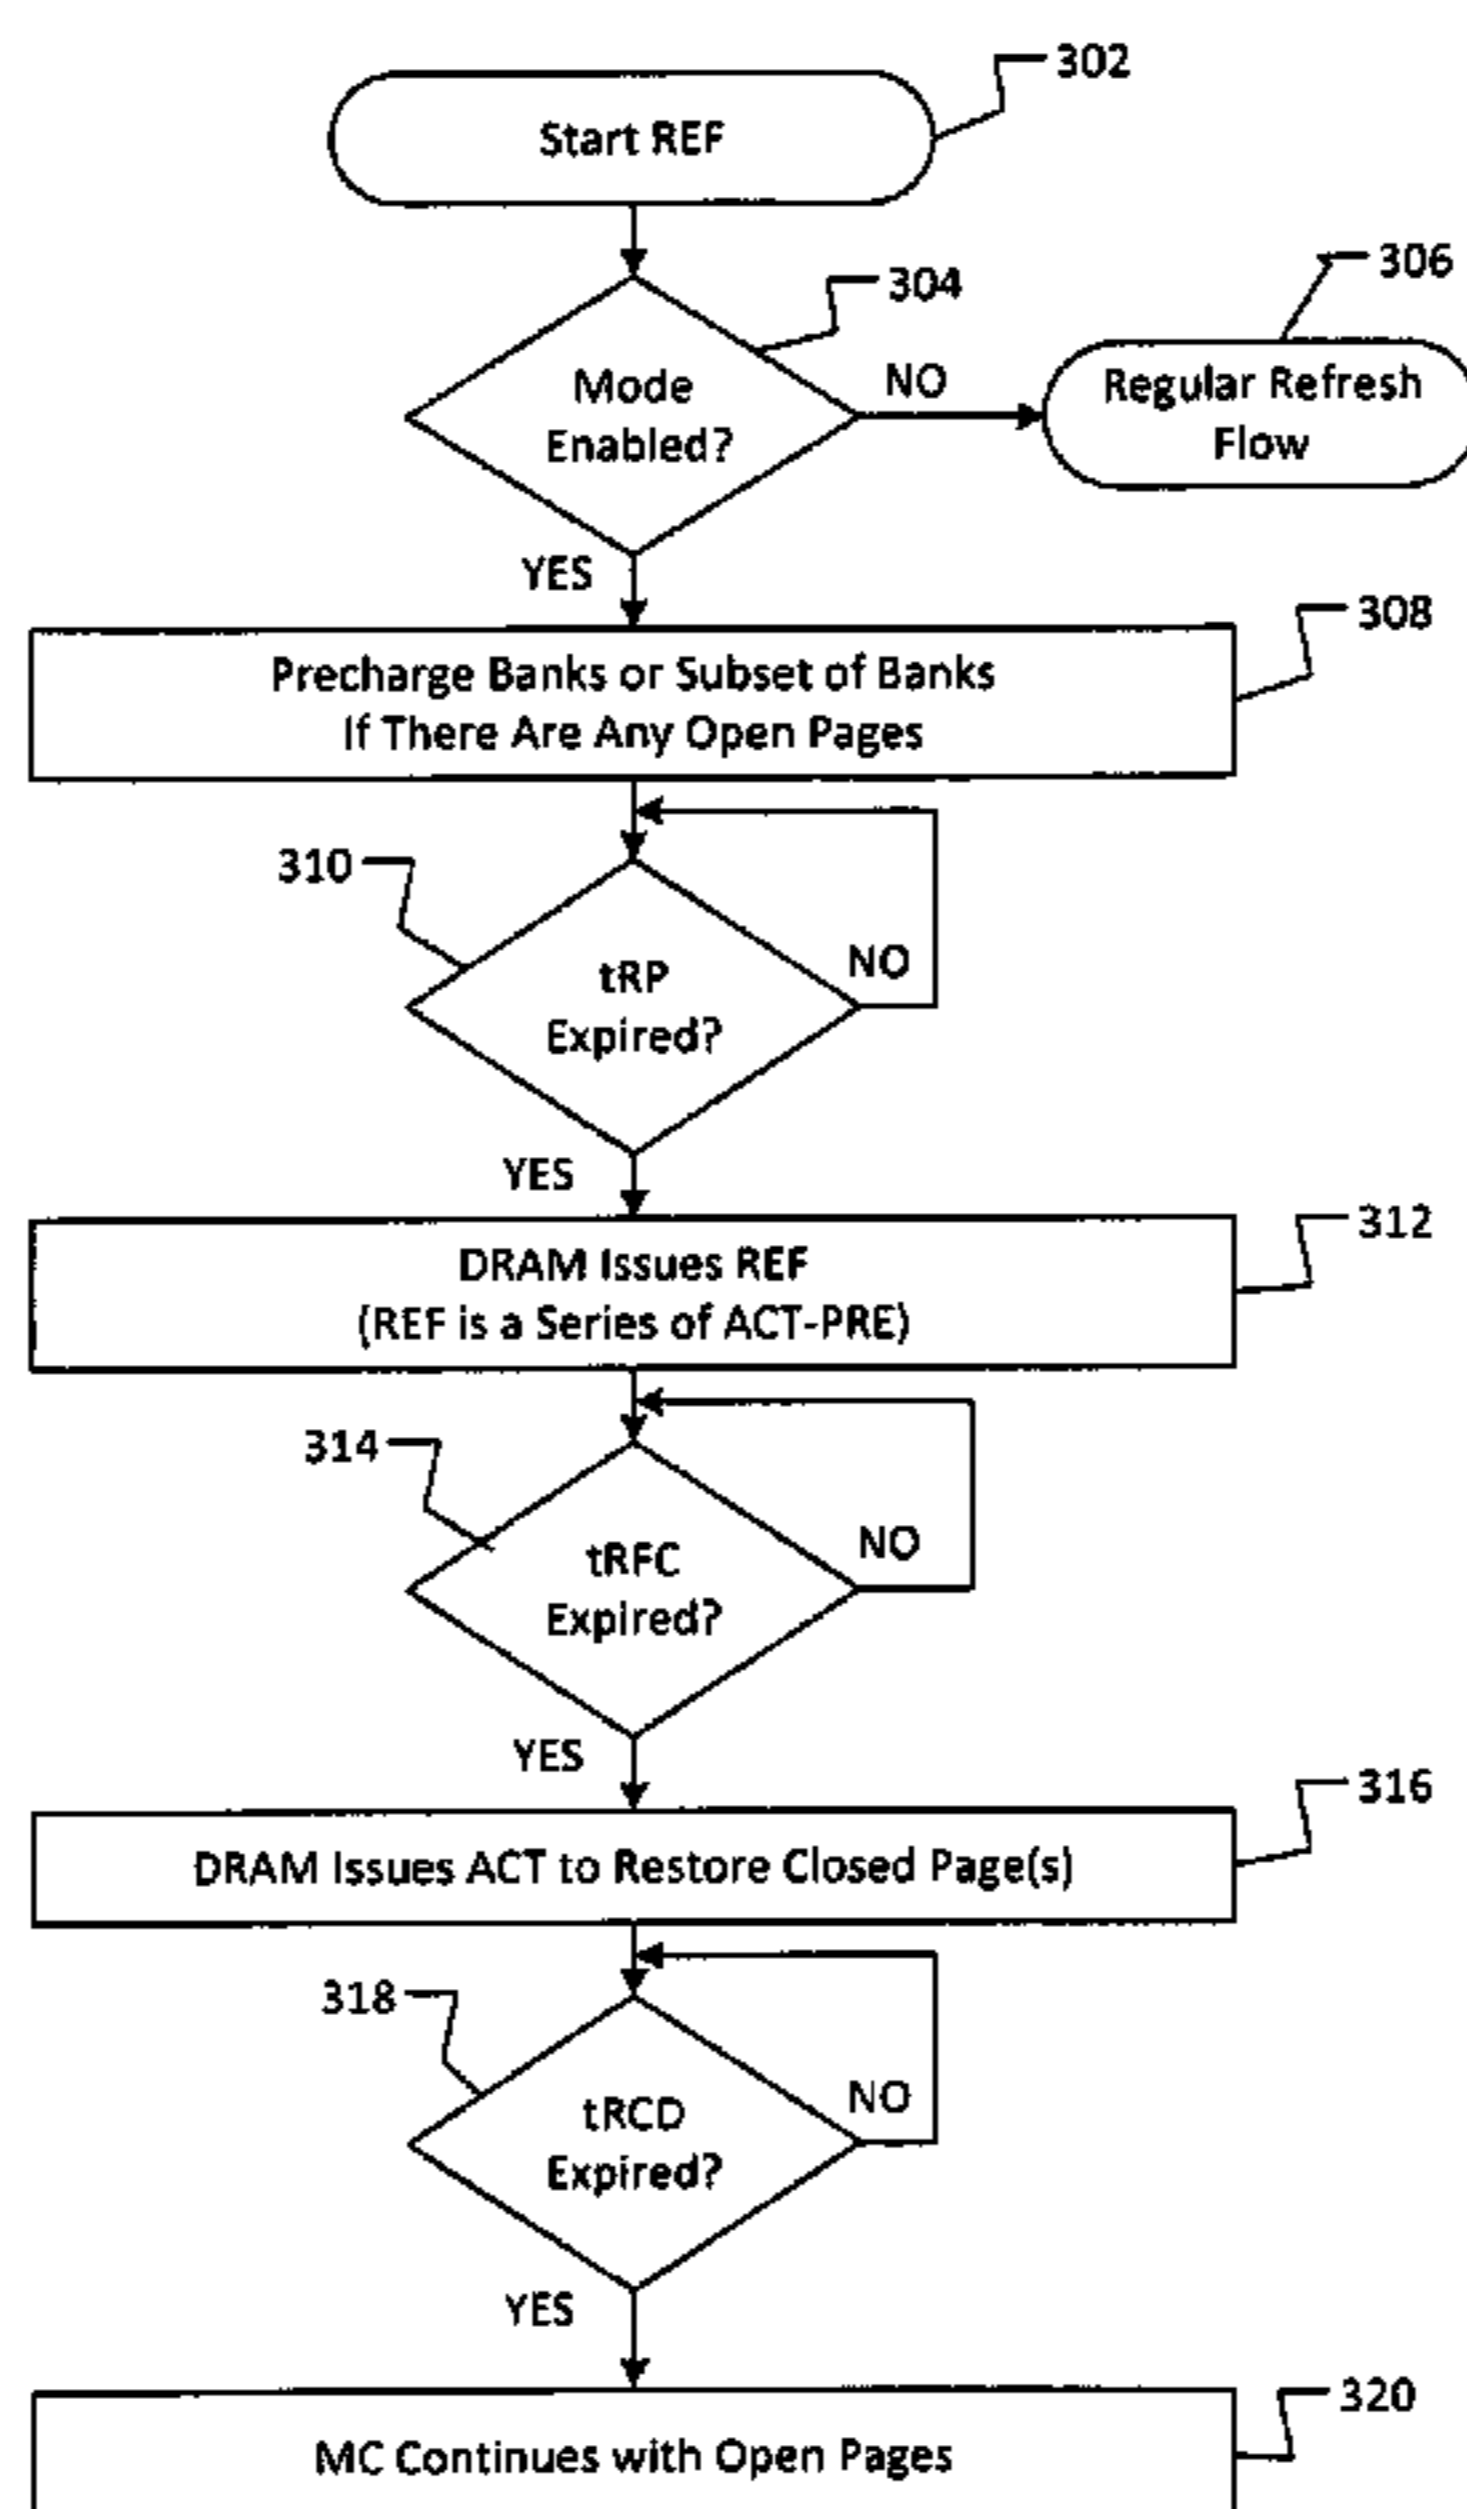 302
Start REF
304
306
Mode
Enabled?
NO
Regular Refresh
Flow
YES
308
Precharge Banks or Subset of Banks
If There Are Any Open Pages
310
tRP
Expired?
NO
YES
312
DRAM Issues REF
(REF is a Series of ACT-PRE)
314
tRFC
Expired?
NO
YES
316
DRAM Issues ACT to Restore Closed Page(s)
318
tRCD
Expired?
NO
YES
320
MC Continues with Open Pages